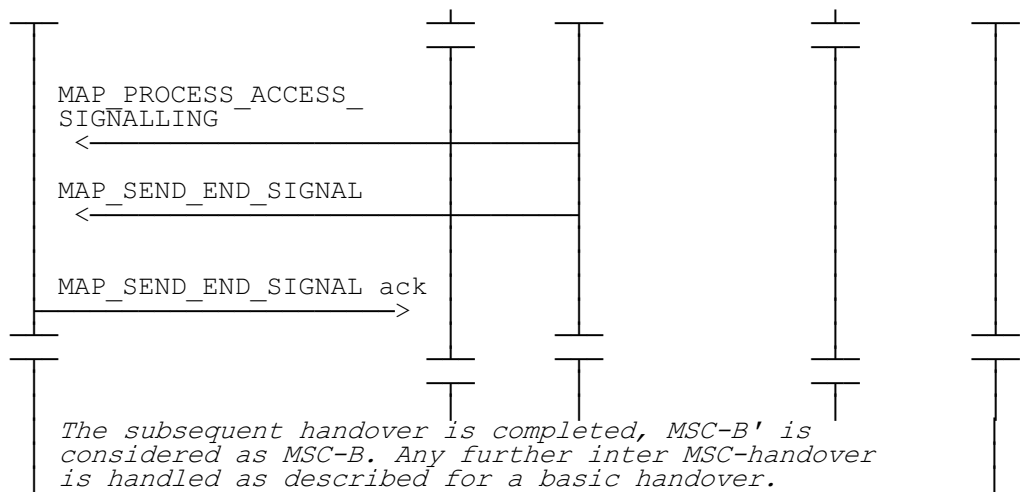 MAP_PROCESS_ACCESS_
SIGNALLING
MAP_SEND_END_SIGNAL
MAP_SEND_END_SIGNAL ack
The subsequent handover is completed, MSC-B' is
considered as MSC-B. Any further inter MSC-handover
is handled as described for a basic handover.